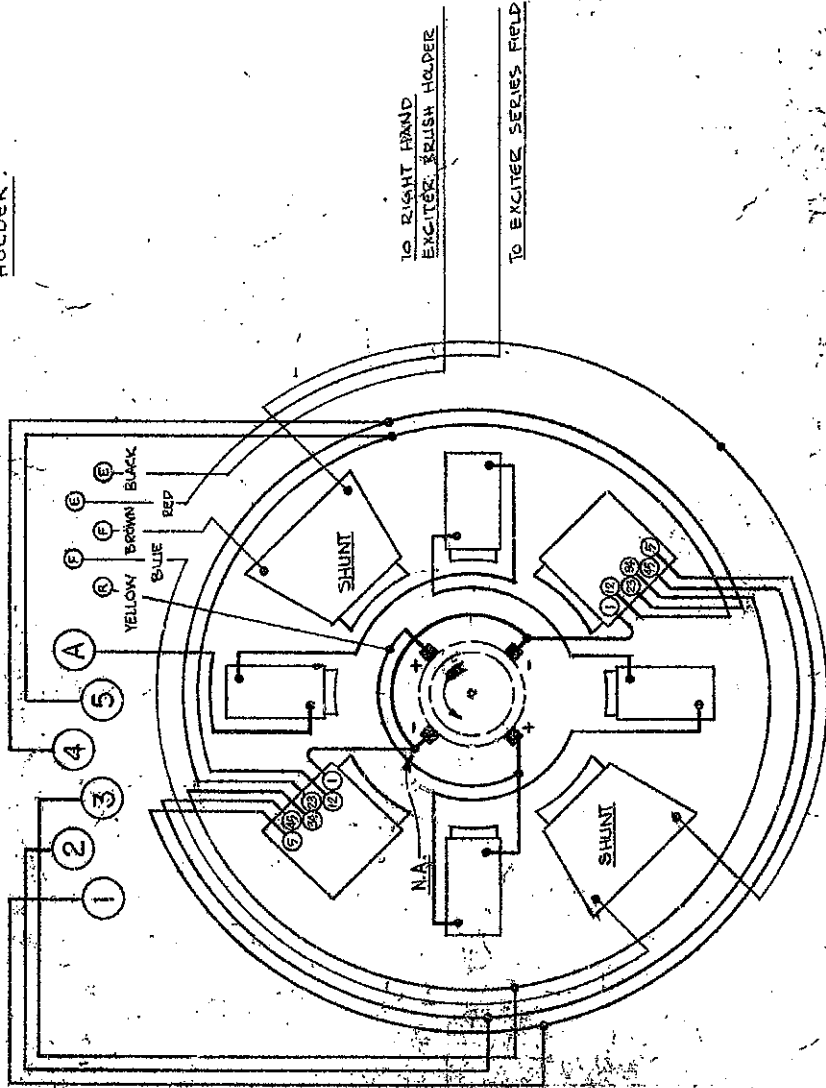 HOLDER.
TO RIGHT HAND
EXCITER BRUSH HOLDER
TO EXCITER SERIES FIELD
1
2
3
4
5
A
R YELLOW
F BLUE
F BROWN
E RED
E BLACK
SHUNT
5 45 23 1
34 12
+
-
-
+
N.A.
1 12
23 34
45 5
SHUNT